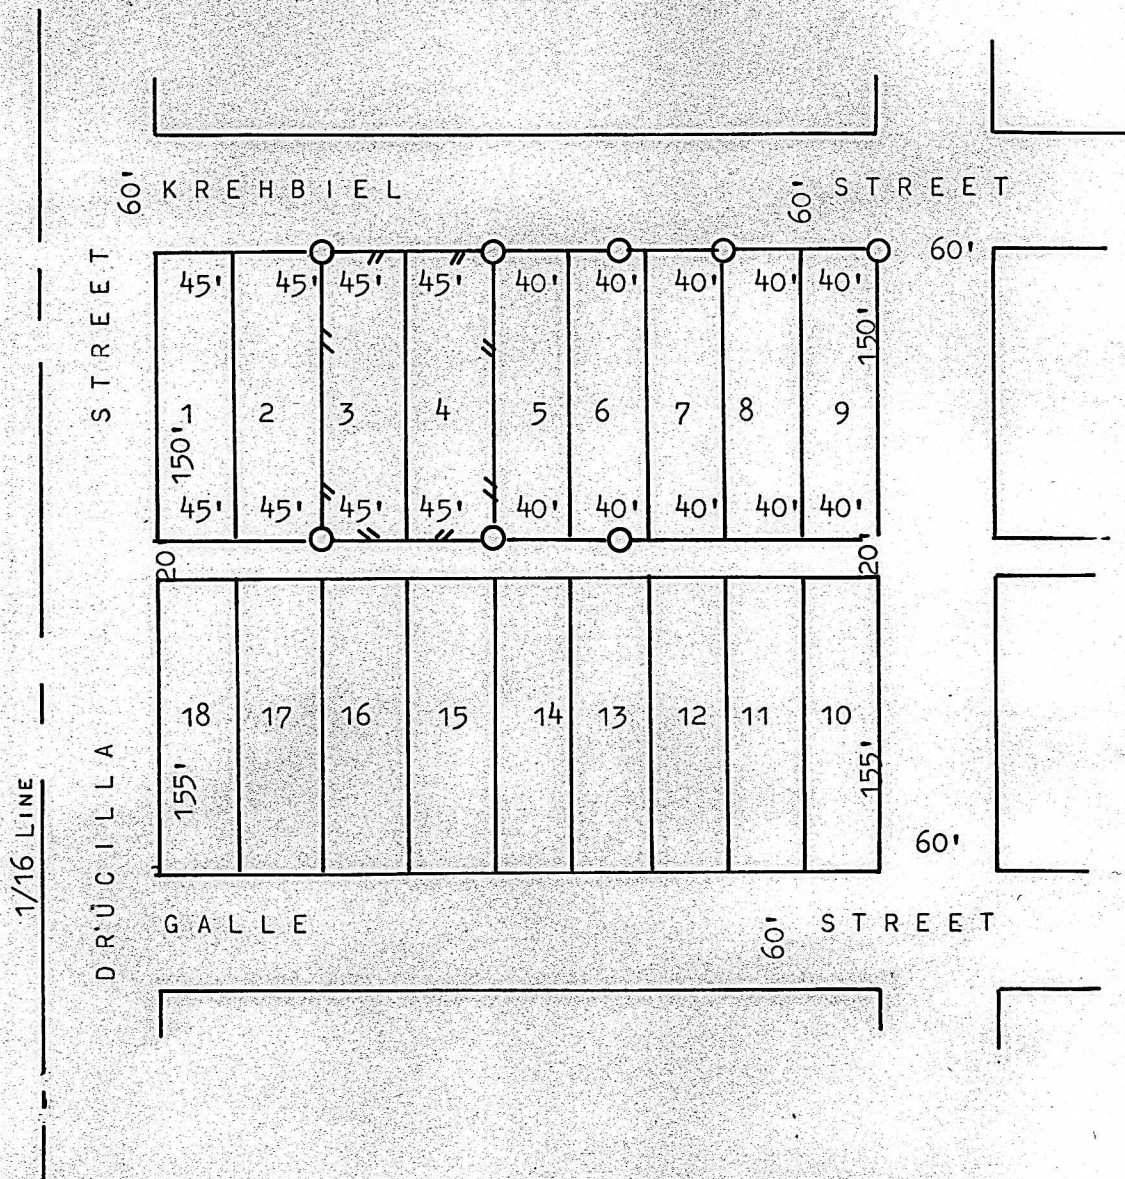 60' KREHBIEL 60' STREET
STREET
60'
45' 45' 45' 45' 40' 40' 40' 40' 40'
150'
1 2 3 4 5 6 7 8 9
150'
45' 45' 45' 45' 40' 40' 40' 40' 40'
20 20'
18 17 16 15 14 13 12 11 10
155' 155'
DRUCILLA
1/16 LINE
60'
GALLE 60' STREET